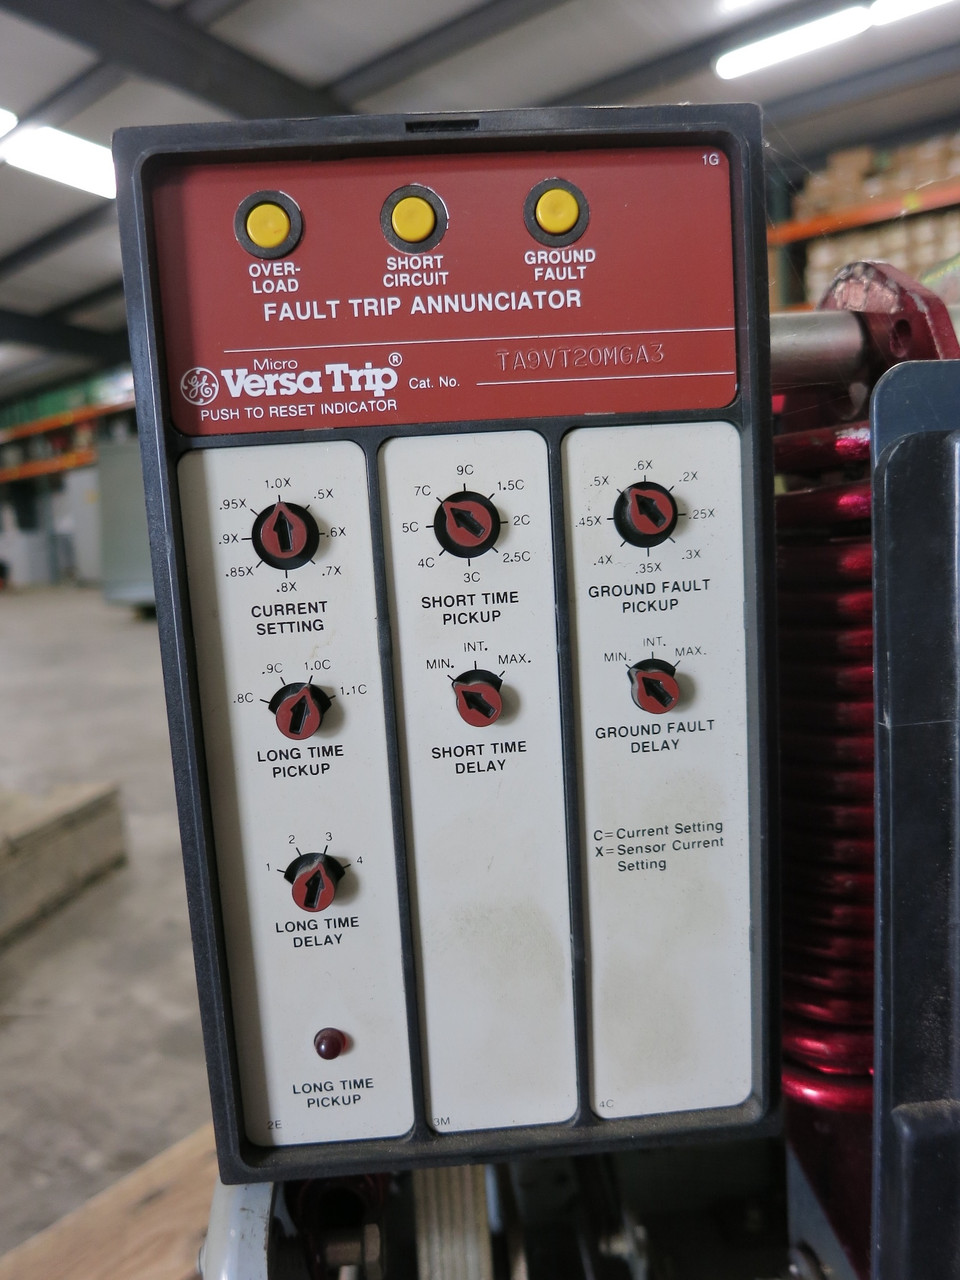 1G
OVER-
LOAD
SHORT
CIRCUIT
GROUND
FAULT
FAULT TRIP ANNUNCIATOR
GE
Micro
Versa Trip®
Cat. No. TA9VT20MGA3
PUSH TO RESET INDICATOR
1.0X
.95X .5X
.9X .6X
.85X .7X
.8X
CURRENT
SETTING
.9C 1.0C
.8C 1.1C
LONG TIME
PICKUP
2 3
1 4
LONG TIME
DELAY
LONG TIME
PICKUP
2E
9C
7C 1.5C
5C 2C
4C 2.5C
3C
SHORT TIME
PICKUP
INT.
MIN. MAX.
SHORT TIME
DELAY
3M
.6X
.5X .2X
.45X .25X
.4X .3X
.35X
GROUND FAULT
PICKUP
INT.
MIN. MAX.
GROUND FAULT
DELAY
C=Current Setting
X=Sensor Current
Setting
4C